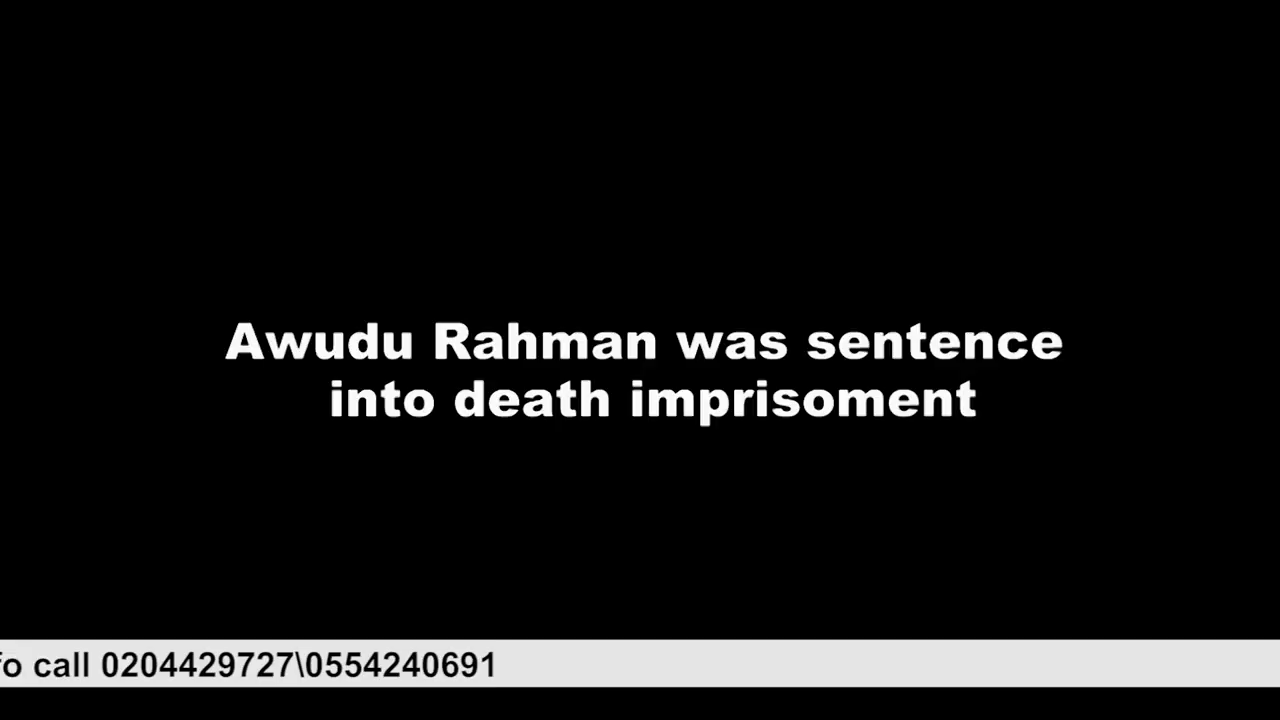 Awudu Rahman was sentence
into death imprisoment
fo call 0204429727\0554240691